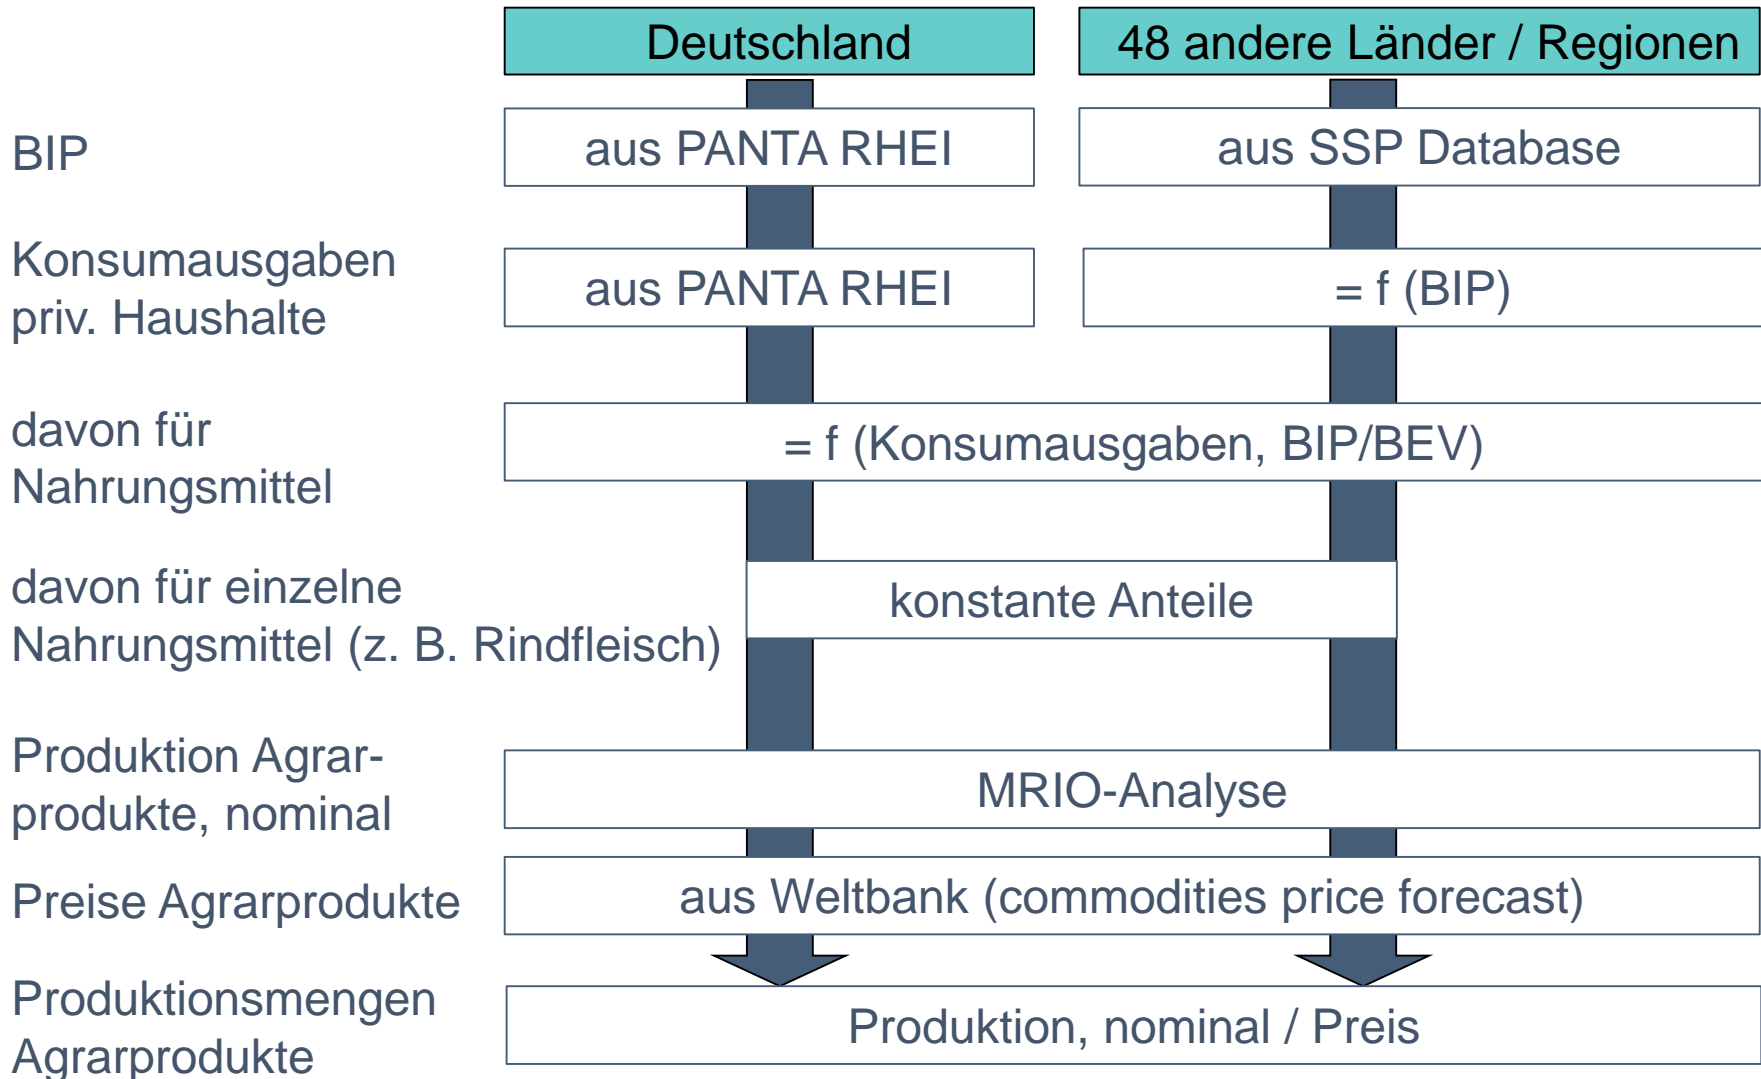 Deutschland
48 andere Länder / Regionen
BIP
aus PANTA RHEI
aus SSP Database
Konsumausgaben
priv. Haushalte
aus PANTA RHEI
= f (BIP)
davon für
Nahrungsmittel
= f (Konsumausgaben, BIP/BEV)
davon für einzelne
Nahrungsmittel (z. B. Rindfleisch)
konstante Anteile
Produktion Agrar-
produkte, nominal
MRIO-Analyse
Preise Agrarprodukte
aus Weltbank (commodities price forecast)
Produktionsmengen
Agrarprodukte
Produktion, nominal / Preis